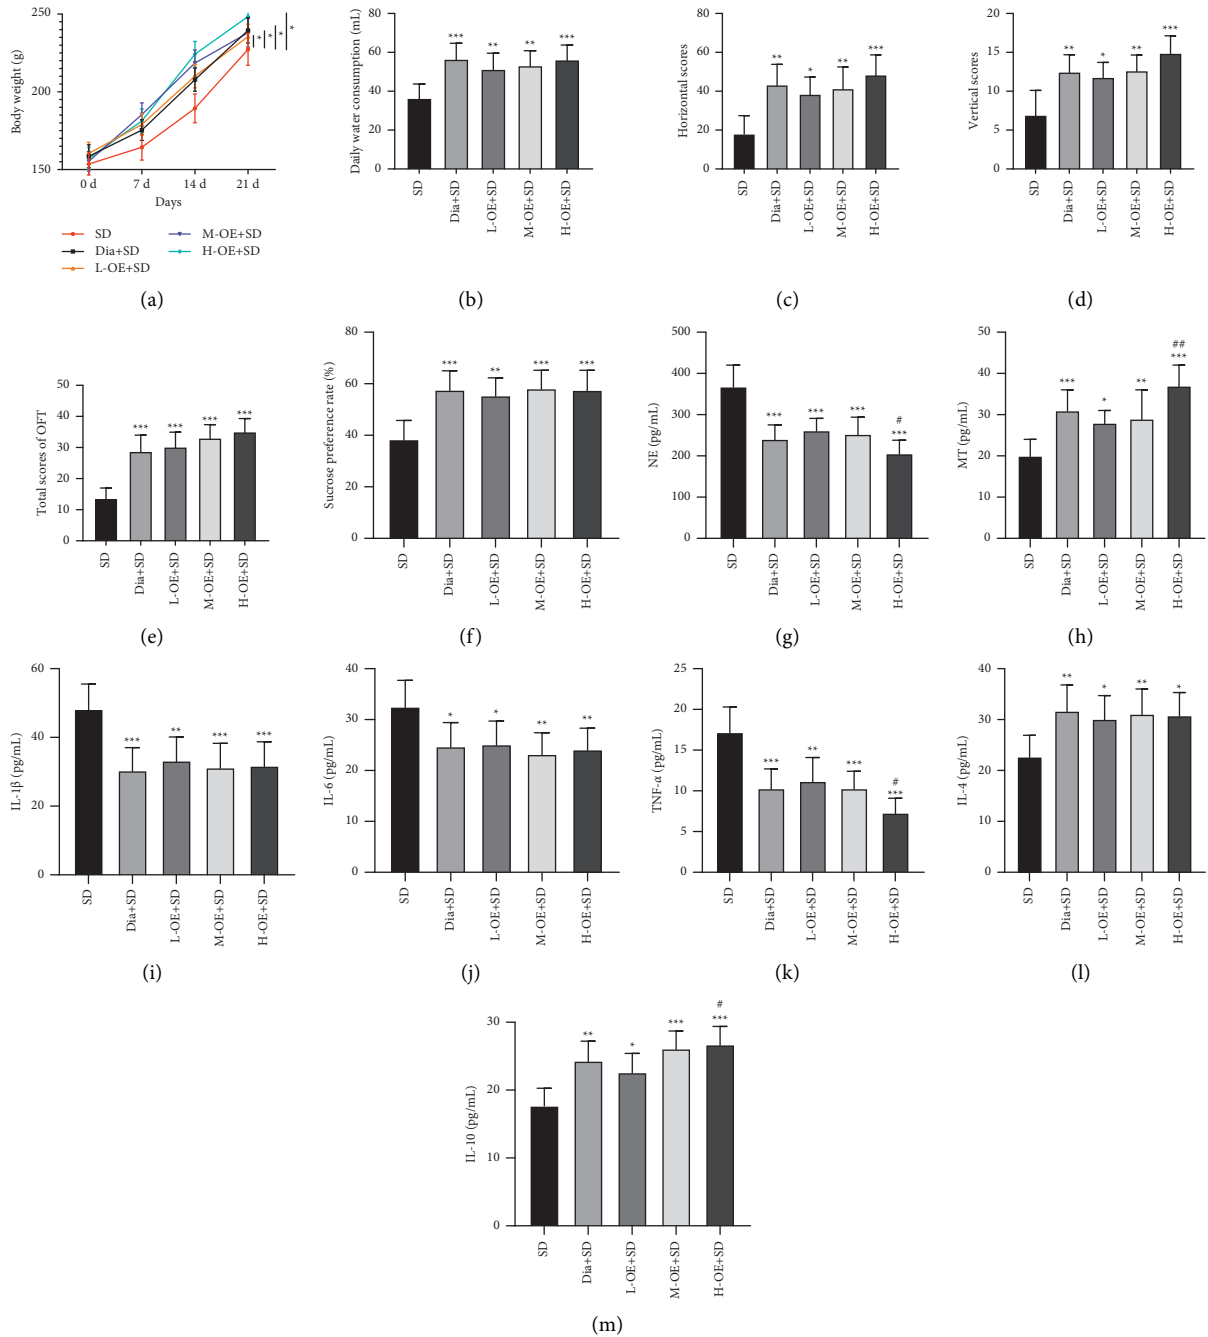 250
200
150
Body weight (g)
0 d
7 d
14 d
21 d
Days
* * * *
SD
Dia+SD
L-OE+SD
M-OE+SD
H-OE+SD
(a)
80
60
40
20
0
Daily water consumption (mL)
*** ** ** ***
SD
Dia+SD
L-OE+SD
M-OE+SD
H-OE+SD
(b)
80
60
40
20
0
Horizontal scores
** * ** ***
SD
Dia+SD
L-OE+SD
M-OE+SD
H-OE+SD
(c)
20
15
10
5
0
Vertical scores
** * ** ***
SD
Dia+SD
L-OE+SD
M-OE+SD
H-OE+SD
(d)
50
40
30
20
10
0
Total scores of OFT
*** *** *** ***
SD
Dia+SD
L-OE+SD
M-OE+SD
H-OE+SD
(e)
80
60
40
20
0
Sucrose preference rate (%)
*** ** *** ***
SD
Dia+SD
L-OE+SD
M-OE+SD
H-OE+SD
(f)
500
400
300
200
100
0
NE (pg/mL)
#
*** *** *** ***
SD
Dia+SD
L-OE+SD
M-OE+SD
H-OE+SD
(g)
50
40
30
20
10
0
MT (pg/mL)
##
*** * ** ***
SD
Dia+SD
L-OE+SD
M-OE+SD
H-OE+SD
(h)
60
40
20
0
IL-1β (pg/mL)
*** ** *** ***
SD
Dia+SD
L-OE+SD
M-OE+SD
H-OE+SD
(i)
40
30
20
10
0
IL-6 (pg/mL)
* * ** **
SD
Dia+SD
L-OE+SD
M-OE+SD
H-OE+SD
(j)
25
20
15
10
5
0
TNF-α (pg/mL)
#
*** ** *** ***
SD
Dia+SD
L-OE+SD
M-OE+SD
H-OE+SD
(k)
40
30
20
10
0
IL-4 (pg/mL)
** * ** *
SD
Dia+SD
L-OE+SD
M-OE+SD
H-OE+SD
(l)
30
20
10
0
IL-10 (pg/mL)
#
** * *** ***
SD
Dia+SD
L-OE+SD
M-OE+SD
H-OE+SD
(m)